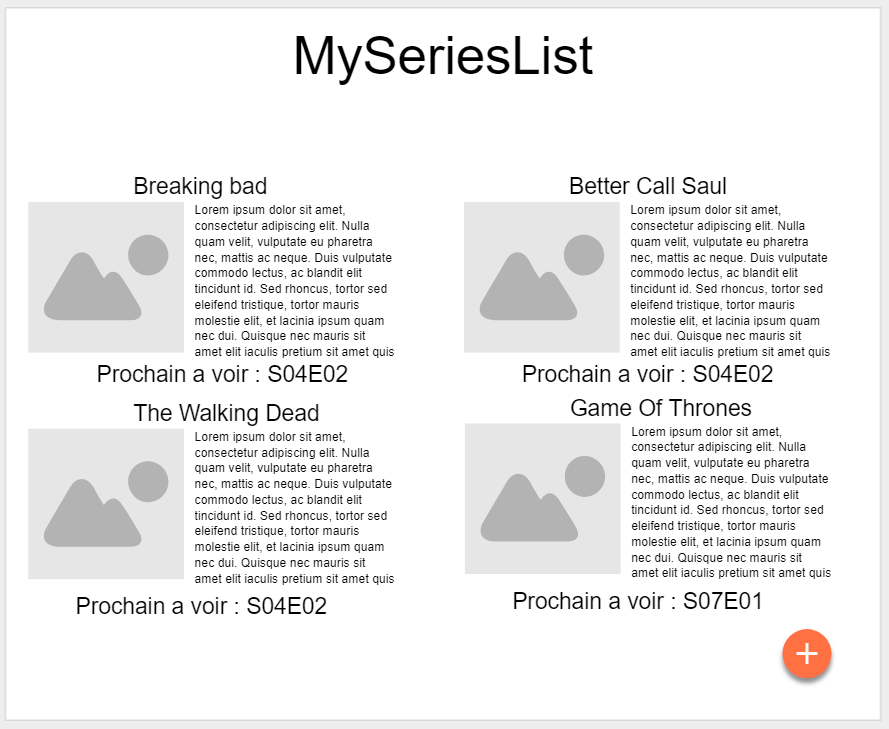 MySeriesList
Breaking bad
Lorem ipsum dolor sit amet,
consectetur adipiscing elit. Nulla
quam velit, vulputate eu pharetra
nec, mattis ac neque. Duis vulputate
commodo lectus, ac blandit elit
tincidunt id. Sed rhoncus, tortor sed
eleifend tristique, tortor mauris
molestie elit, et lacinia ipsum quam
nec dui. Quisque nec mauris sit
amet elit iaculis pretium sit amet quis
Prochain a voir : S04E02
Better Call Saul
Lorem ipsum dolor sit amet,
consectetur adipiscing elit. Nulla
quam velit, vulputate eu pharetra
nec, mattis ac neque. Duis vulputate
commodo lectus, ac blandit elit
tincidunt id. Sed rhoncus, tortor sed
eleifend tristique, tortor mauris
molestie elit, et lacinia ipsum quam
nec dui. Quisque nec mauris sit
amet elit iaculis pretium sit amet quis
Prochain a voir : S04E02
The Walking Dead
Lorem ipsum dolor sit amet,
consectetur adipiscing elit. Nulla
quam velit, vulputate eu pharetra
nec, mattis ac neque. Duis vulputate
commodo lectus, ac blandit elit
tincidunt id. Sed rhoncus, tortor sed
eleifend tristique, tortor mauris
molestie elit, et lacinia ipsum quam
nec dui. Quisque nec mauris sit
amet elit iaculis pretium sit amet quis
Prochain a voir : S04E02
Game Of Thrones
Lorem ipsum dolor sit amet,
consectetur adipiscing elit. Nulla
quam velit, vulputate eu pharetra
nec, mattis ac neque. Duis vulputate
commodo lectus, ac blandit elit
tincidunt id. Sed rhoncus, tortor sed
eleifend tristique, tortor mauris
molestie elit, et lacinia ipsum quam
nec dui. Quisque nec mauris sit
amet elit iaculis pretium sit amet quis
Prochain a voir : S07E01